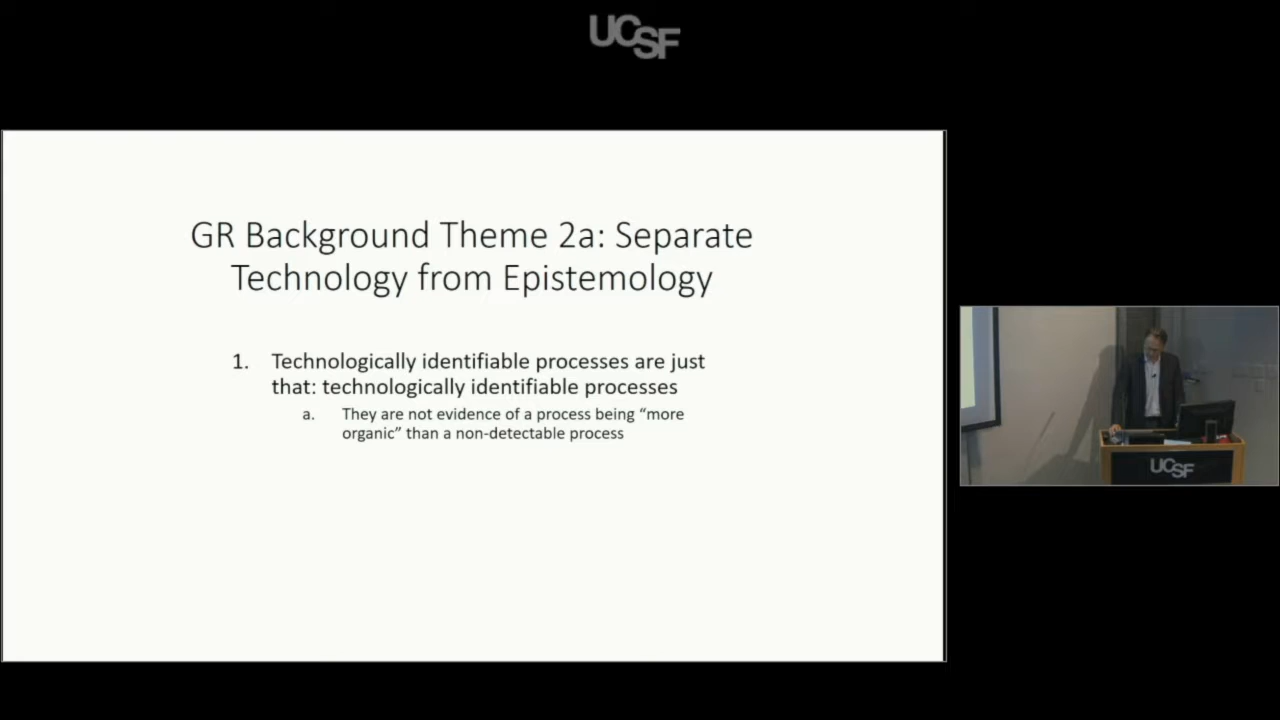 UCSF
GR Background Theme 2a: Separate
Technology from Epistemology
1. Technologically identifiable processes are just
that: technologically identifiable processes
a. They are not evidence of a process being “more
organic” than a non-detectable process
UCSF